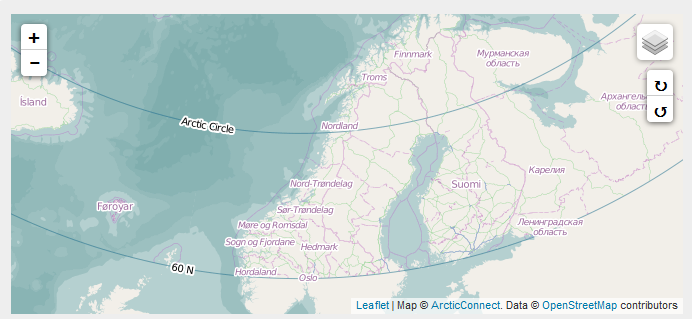 +
−
Ísland
Finnmark
Troms
Мурманская
область
Архангель
область
Arctic Circle
Nordland
Nord-Trøndelag
Suomi
Карелия
Føroyar
Sør-Trøndelag
Møre og Romsdal
Ленинградская
область
Sogn og Fjordane
Hedmark
60 N
Hordaland
Oslo
Leaflet | Map © ArcticConnect. Data © OpenStreetMap contributors